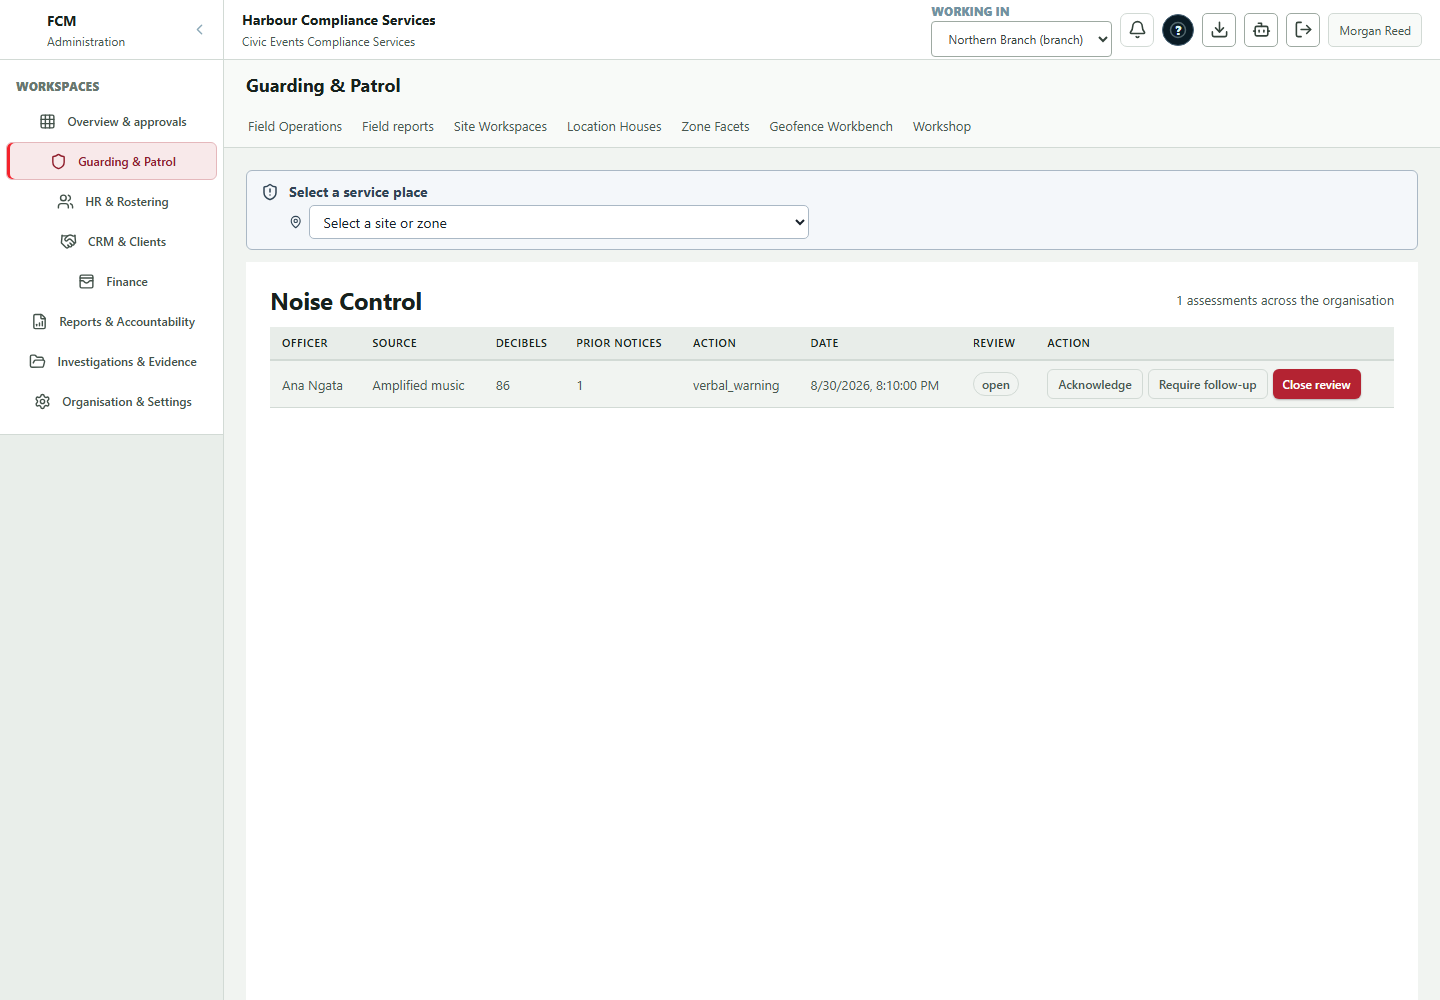 FCM
Administration
Harbour Compliance Services
Civic Events Compliance Services
WORKING IN
Northern Branch (branch)
?
Morgan Reed
WORKSPACES
Overview & approvals
Guarding & Patrol
HR & Rostering
CRM & Clients
Finance
Reports & Accountability
Investigations & Evidence
Organisation & Settings
Guarding & Patrol
Field Operations Field reports Site Workspaces Location Houses Zone Facets Geofence Workbench Workshop
Select a service place
Select a site or zone
Noise Control
1 assessments across the organisation
OFFICER SOURCE DECIBELS PRIOR NOTICES ACTION DATE REVIEW ACTION
Ana Ngata Amplified music 86 1 verbal_warning 8/30/2026, 8:10:00 PM open Acknowledge Require follow-up Close review